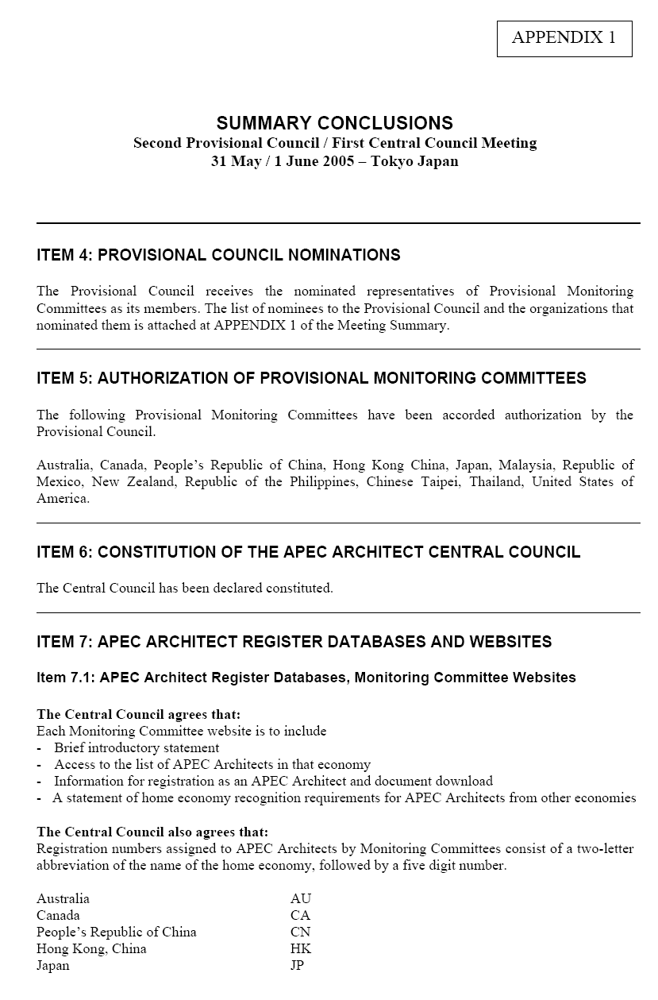 APPENDIX 1
SUMMARY CONCLUSIONS
Second Provisional Council / First Central Council Meeting
31 May / 1 June 2005 – Tokyo Japan
ITEM 4: PROVISIONAL COUNCIL NOMINATIONS
The Provisional Council receives the nominated representatives of Provisional Monitoring
Committees as its members. The list of nominees to the Provisional Council and the organizations that
nominated them is attached at APPENDIX 1 of the Meeting Summary.
ITEM 5: AUTHORIZATION OF PROVISIONAL MONITORING COMMITTEES
The following Provisional Monitoring Committees have been accorded authorization by the
Provisional Council.
Australia, Canada, People's Republic of China, Hong Kong China, Japan, Malaysia, Republic of
Mexico, New Zealand, Republic of the Philippines, Chinese Taipei, Thailand, United States of
America.
ITEM 6: CONSTITUTION OF THE APEC ARCHITECT CENTRAL COUNCIL
The Central Council has been declared constituted.
ITEM 7: APEC ARCHITECT REGISTER DATABASES AND WEBSITES
Item 7.1: APEC Architect Register Databases, Monitoring Committee Websites
The Central Council agrees that:
Each Monitoring Committee website is to include
- Brief introductory statement
- Access to the list of APEC Architects in that economy
- Information for registration as an APEC Architect and document download
- A statement of home economy recognition requirements for APEC Architects from other economies
The Central Council also agrees that:
Registration numbers assigned to APEC Architects by Monitoring Committees consist of a two-letter
abbreviation of the name of the home economy, followed by a five digit number.
Australia AU
Canada CA
People's Republic of China CN
Hong Kong, China HK
Japan JP